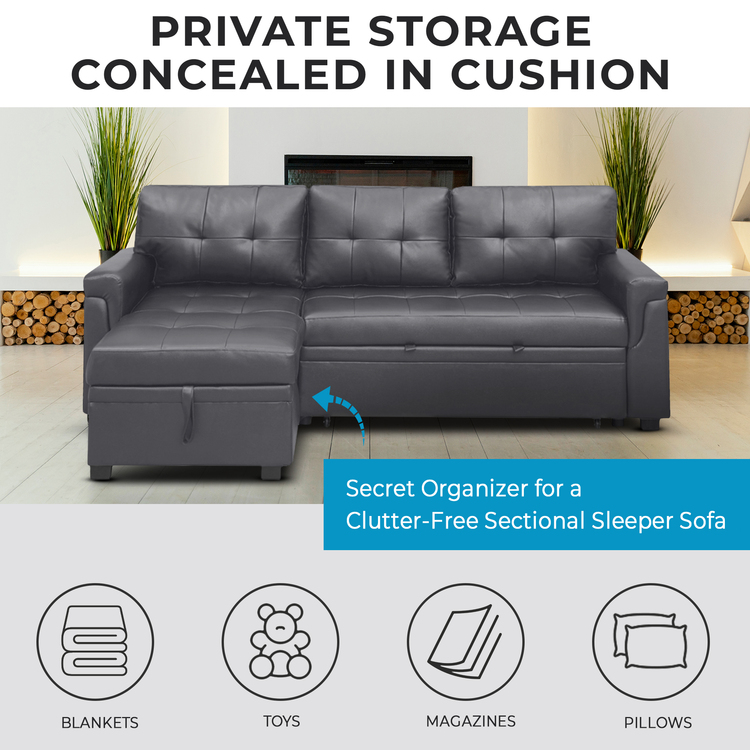 PRIVATE STORAGE
CONCEALED IN CUSHION
Secret Organizer for a
Clutter-Free Sectional Sleeper Sofa
BLANKETS
TOYS
MAGAZINES
PILLOWS